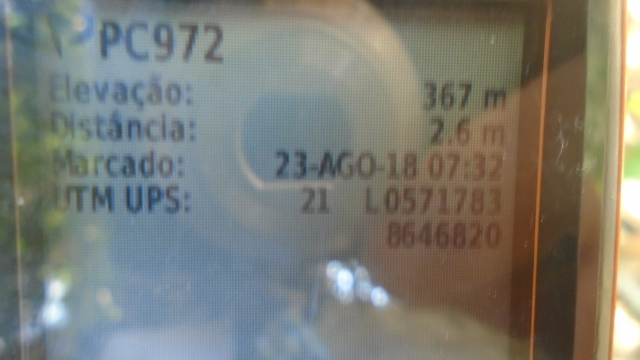 PC972
Elevação: 367 m
Distância: 2.6 m
Marcado: 23-AGO-18 07:32
UTM UPS: 21 L 0571783
8646820